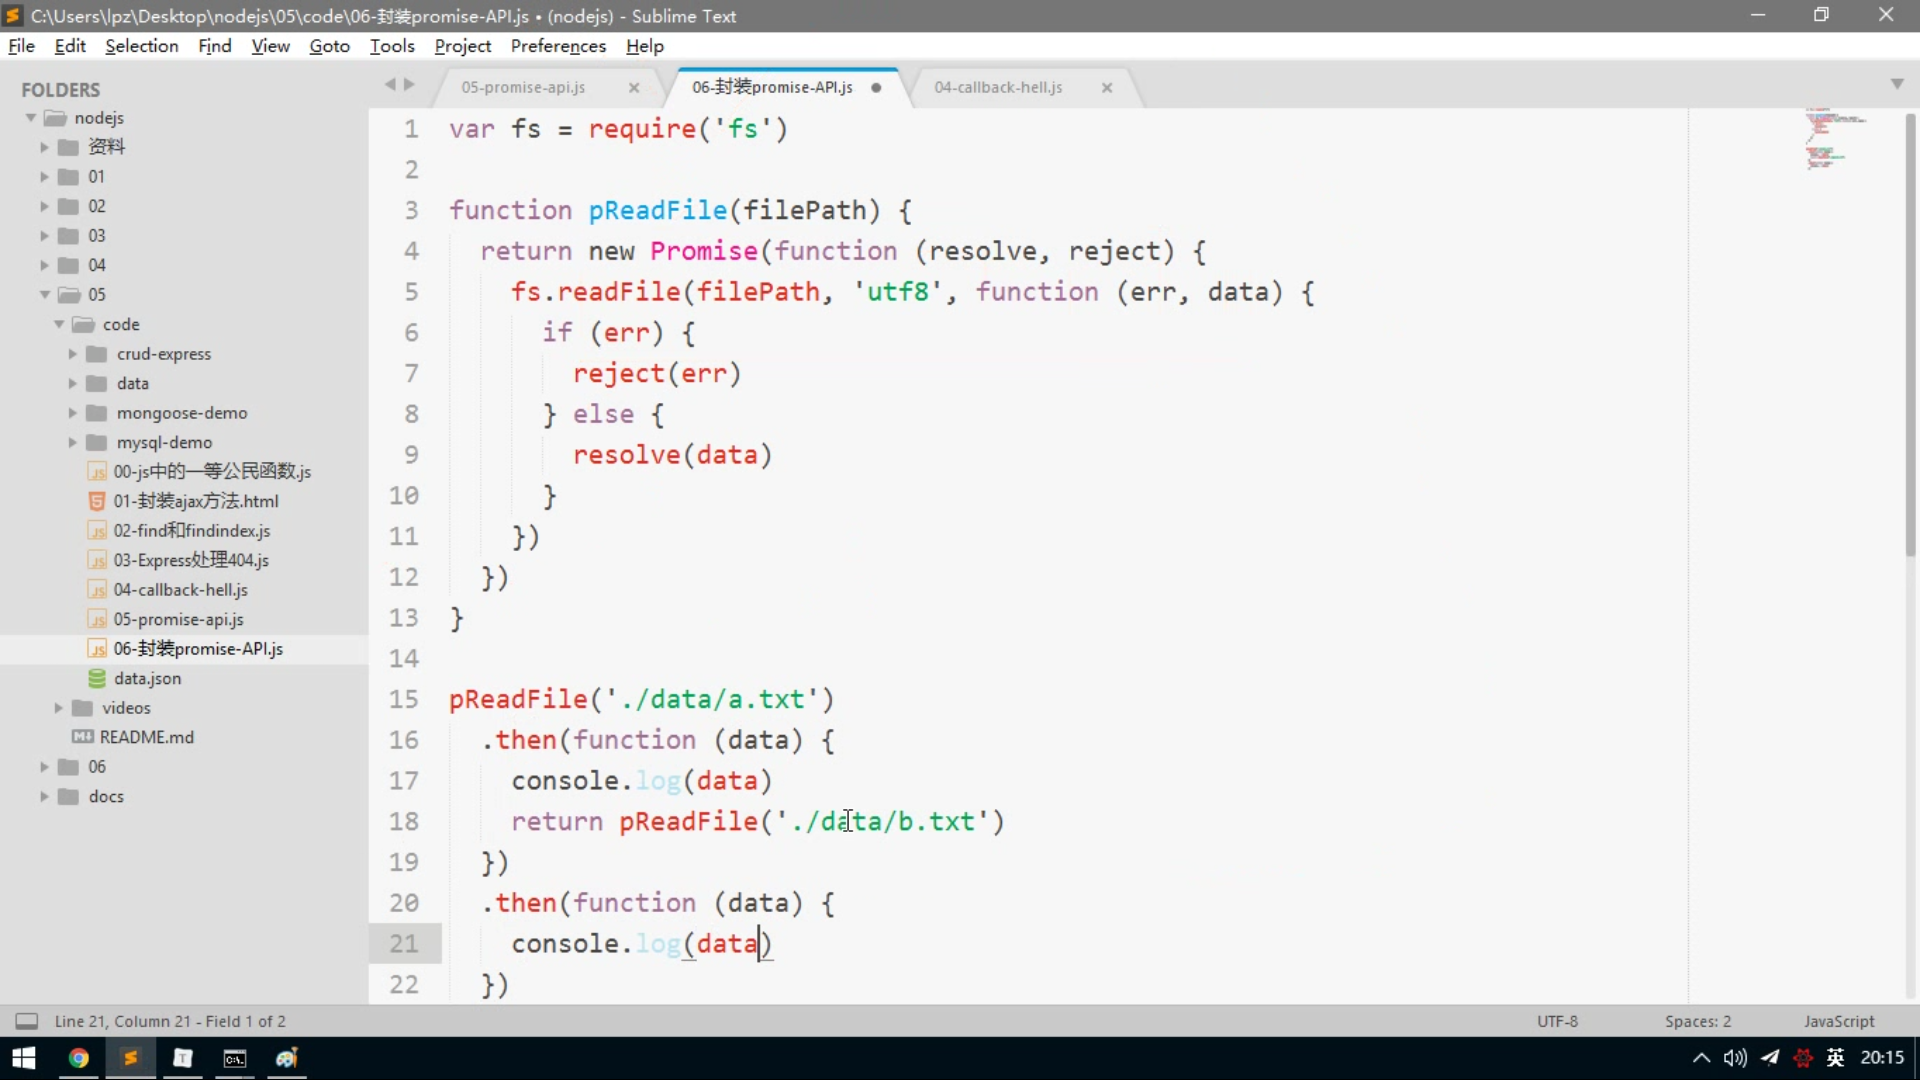 C:\Users\lpz\Desktop\nodejs\05\code\06-封装promise-API.js • (nodejs) - Sublime Text
File Edit Selection Find View Goto Tools Project Preferences Help
FOLDERS
nodejs
资料
01
02
03
04
05
code
crud-express
data
mongoose-demo
mysql-demo
00-js中的一等公民函数.js
01-封装ajax方法.html
02-find和findindex.js
03-Express处理404.js
04-callback-hell.js
05-promise-api.js
06-封装promise-API.js
data.json
videos
README.md
06
docs
05-promise-api.js 06-封装promise-API.js 04-callback-hell.js
1 var fs = require('fs')
2
3 function pReadFile(filePath) {
4 return new Promise(function (resolve, reject) {
5 fs.readFile(filePath, 'utf8', function (err, data) {
6 if (err) {
7 reject(err)
8 } else {
9 resolve(data)
10 }
11 })
12 })
13 }
14
15 pReadFile('./data/a.txt')
16 .then(function (data) {
17 console.log(data)
18 return pReadFile('./data/b.txt')
19 })
20 .then(function (data) {
21 console.log(data)
22 })
Line 21, Column 21 - Field 1 of 2
UTF-8 Spaces: 2 JavaScript
英 20:15